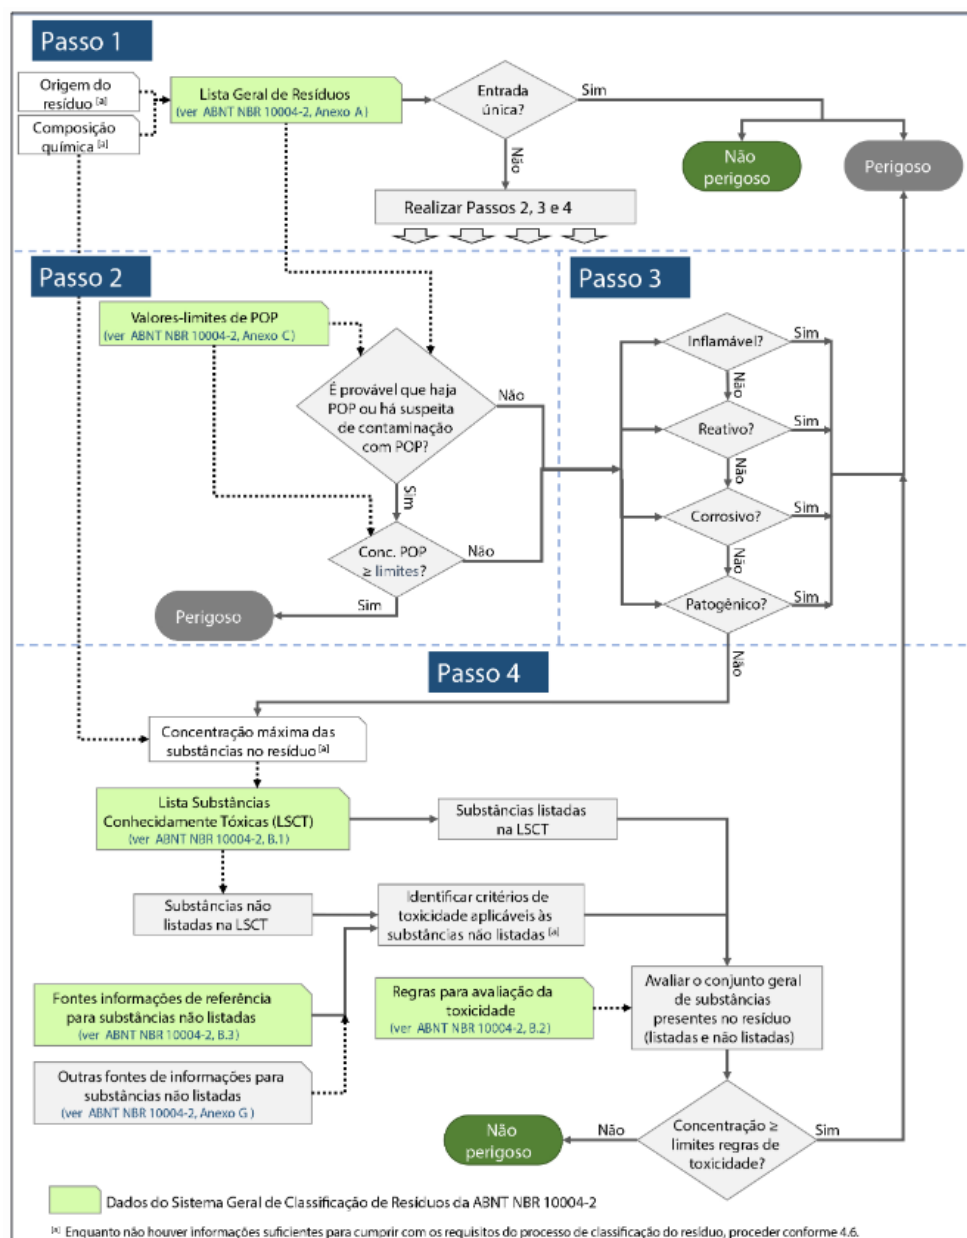 Passo 1
Origem do
resíduo [a]
Composição
química [a]
Lista Geral de Resíduos
(ver ABNT NBR 10004-2, Anexo A)
Entrada
única?
Sim
Não
Não
perigoso
Perigoso
Realizar Passos 2, 3 e 4
Passo 2
Valores-limites de POP
(ver ABNT NBR 10004-2, Anexo C)
É provável que haja
POP ou há suspeita
de contaminação
com POP?
Não
Sim
Conc. POP
≥ limites?
Não
Sim
Perigoso
Passo 3
Inflamável?
Sim
Não
Reativo?
Sim
Não
Corrosivo?
Sim
Não
Patogênico?
Sim
Não
Passo 4
Concentração máxima das
substâncias no resíduo [a]
Lista Substâncias
Conhecidamente Tóxicas (LSCT)
(ver ABNT NBR 10004-2, B.1)
Substâncias listadas
na LSCT
Substâncias não
listadas na LSCT
Identificar critérios de
toxicidade aplicáveis às
substâncias não listadas [a]
Fontes informações de referência
para substâncias não listadas
(ver ABNT NBR 10004-2, B.3)
Regras para avaliação da
toxicidade
(ver ABNT NBR 10004-2, B.2)
Avaliar o conjunto geral
de substâncias
presentes no resíduo
(listadas e não listadas)
Outras fontes de informações para
substâncias não listadas
(ver ABNT NBR 10004-2, Anexo G )
Concentração ≥
limites regras de
toxicidade?
Não
Sim
Não
perigoso
Dados do Sistema Geral de Classificação de Resíduos da ABNT NBR 10004-2
[a] Enquanto não houver informações suficientes para cumprir com os requisitos do processo de classificação do resíduo, proceder conforme 4.6.